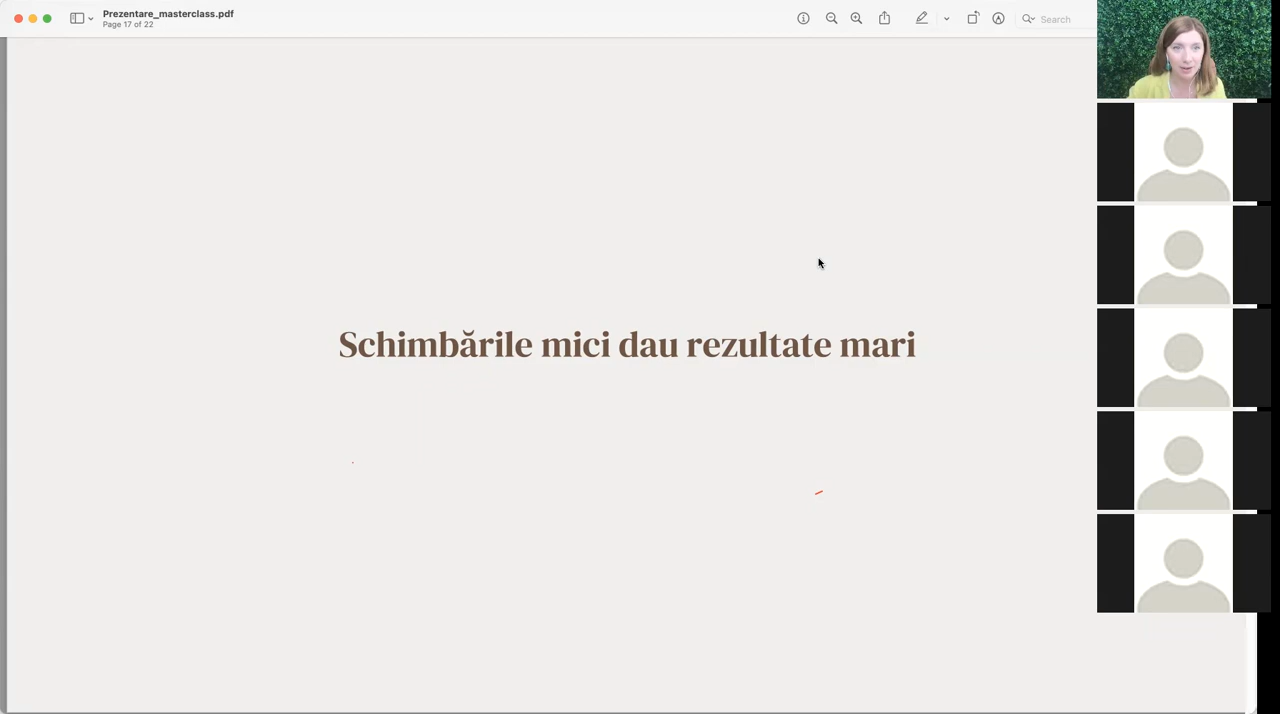 Prezentare_masterclass.pdf
Page 17 of 22
Search
Schimbările mici dau rezultate mari